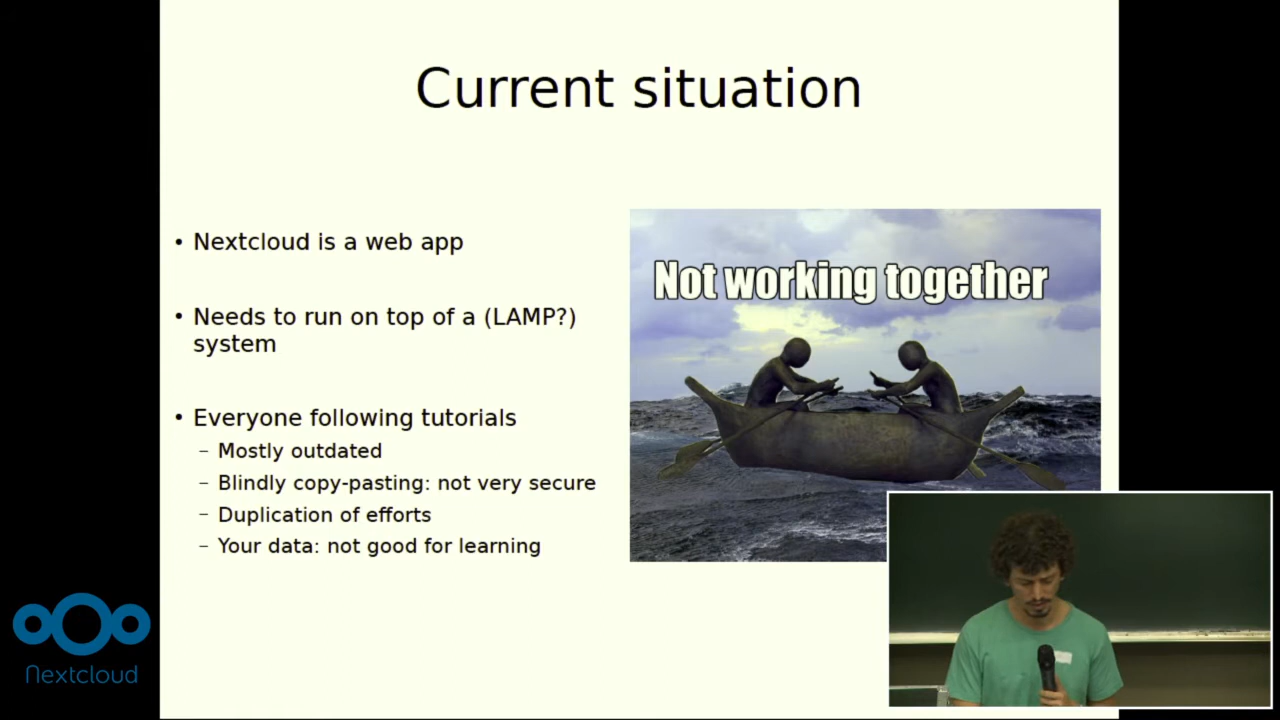 Current situation
• Nextcloud is a web app
• Needs to run on top of a (LAMP?)
system
• Everyone following tutorials
– Mostly outdated
– Blindly copy-pasting: not very secure
– Duplication of efforts
– Your data: not good for learning
Not working together
Nextcloud